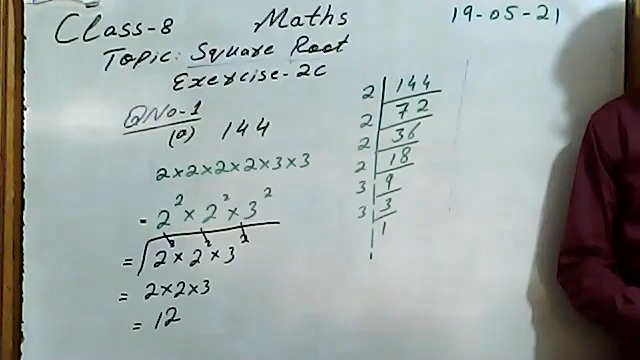 Class-8 Maths 19-05-21
Topic: Square Root
Exercise-2C
QNo-1
(a) 144
2×2×2×2×3×3
= 2² × 2² × 3²
= √2² × 2² × 3²
= 2×2×3
= 12
2 | 144
2 | 72
2 | 36
2 | 18
3 | 9
3 | 3
| 1